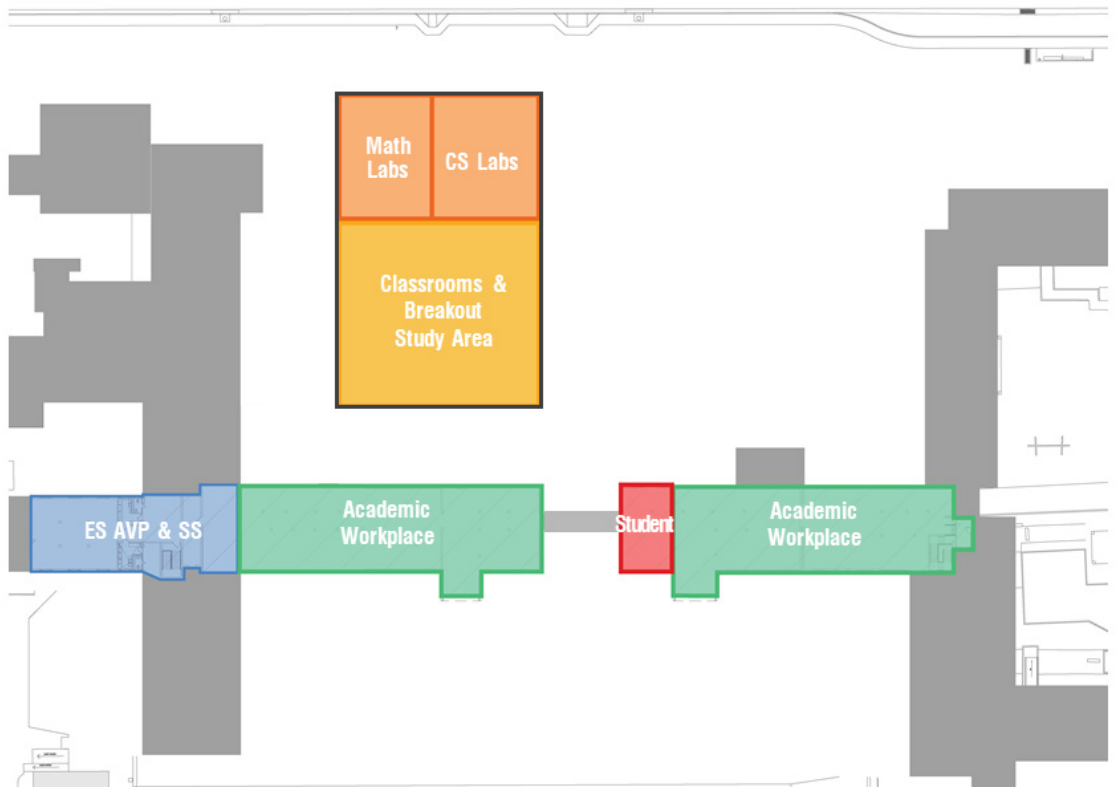 Math
Labs
CS Labs
Classrooms &
Breakout
Study Area
ES AVP & SS
Academic
Workplace
Student
Academic
Workplace